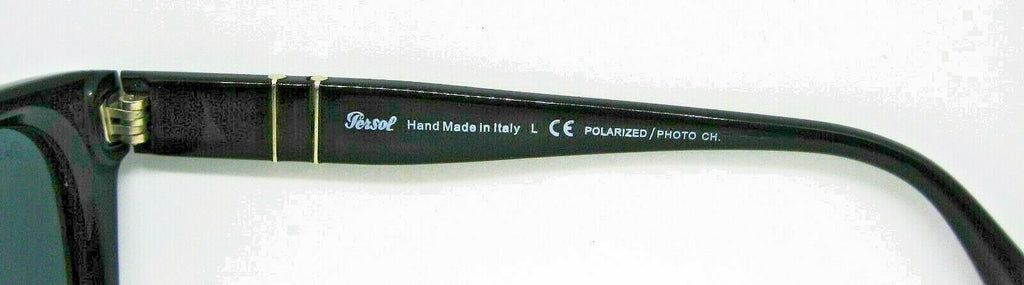 Persol Hand Made in Italy L CE POLARIZED/PHOTO CH.